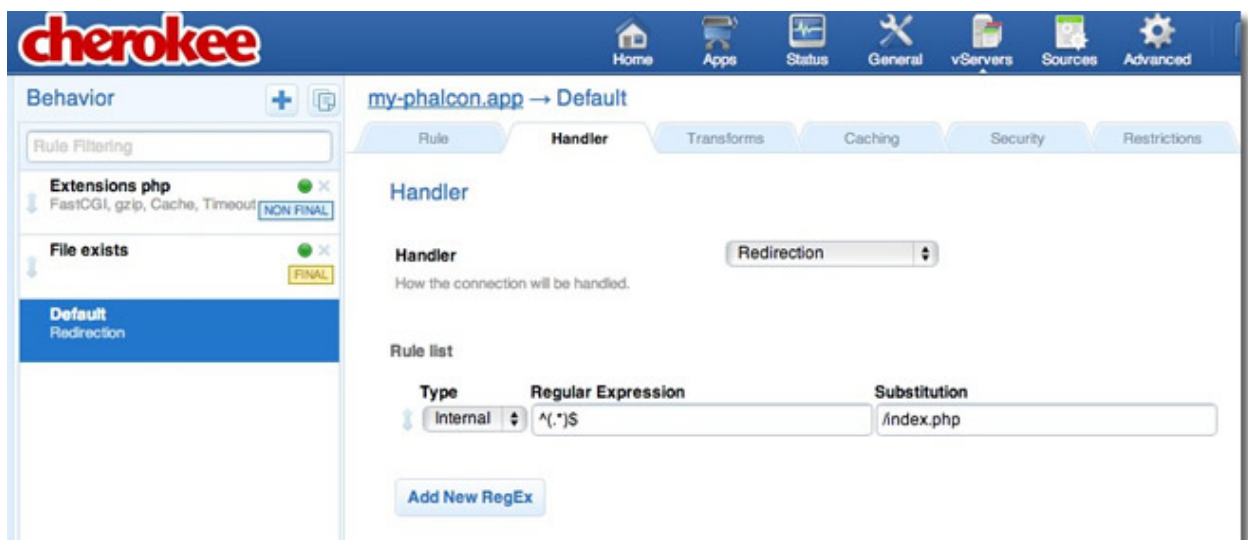 cherokee
Home Apps Status General vServers Sources Advanced
Behavior
Rule Filtering
Extensions php
FastCGI, gzip, Cache, Timeout
NON FINAL
File exists
FINAL
Default
Redirection
my-phalcon.app → Default
Rule Handler Transforms Caching Security Restrictions
Handler
Handler Redirection
How the connection will be handled.
Rule list
Type Regular Expression Substitution
Internal ^(.*)$ /index.php
Add New RegEx